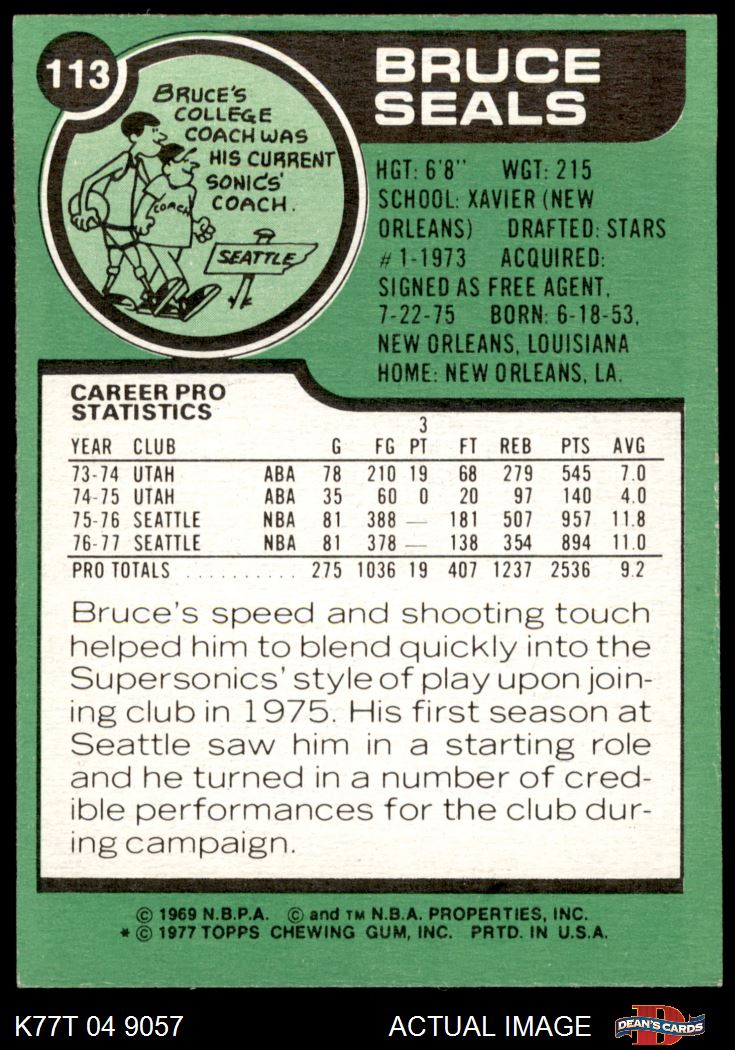 113
BRUCE'S
COLLEGE
COACH WAS
HIS CURRENT
SONICS'
COACH.
COACH
SEATTLE
BRUCE
SEALS
HGT: 6'8" WGT: 215
SCHOOL: XAVIER (NEW
ORLEANS) DRAFTED: STARS
#1-1973 ACQUIRED:
SIGNED AS FREE AGENT,
7-22-75 BORN: 6-18-53,
NEW ORLEANS, LOUISIANA
HOME: NEW ORLEANS, LA.
CAREER PRO
STATISTICS
3
YEAR CLUB G FG PT FT REB PTS AVG
73-74 UTAH ABA 78 210 19 68 279 545 7.0
74-75 UTAH ABA 35 60 0 20 97 140 4.0
75-76 SEATTLE NBA 81 388 — 181 507 957 11.8
76-77 SEATTLE NBA 81 378 — 138 354 894 11.0
PRO TOTALS .......... 275 1036 19 407 1237 2536 9.2
Bruce's speed and shooting touch
helped him to blend quickly into the
Supersonics' style of play upon join-
ing club in 1975. His first season at
Seattle saw him in a starting role
and he turned in a number of cred-
ible performances for the club dur-
ing campaign.
© 1969 N.B.P.A. © and TM N.B.A. PROPERTIES, INC.
* © 1977 TOPPS CHEWING GUM, INC. PRTD. IN U.S.A.
K77T 04 9057 ACTUAL IMAGE
D
DEAN'S CARDS